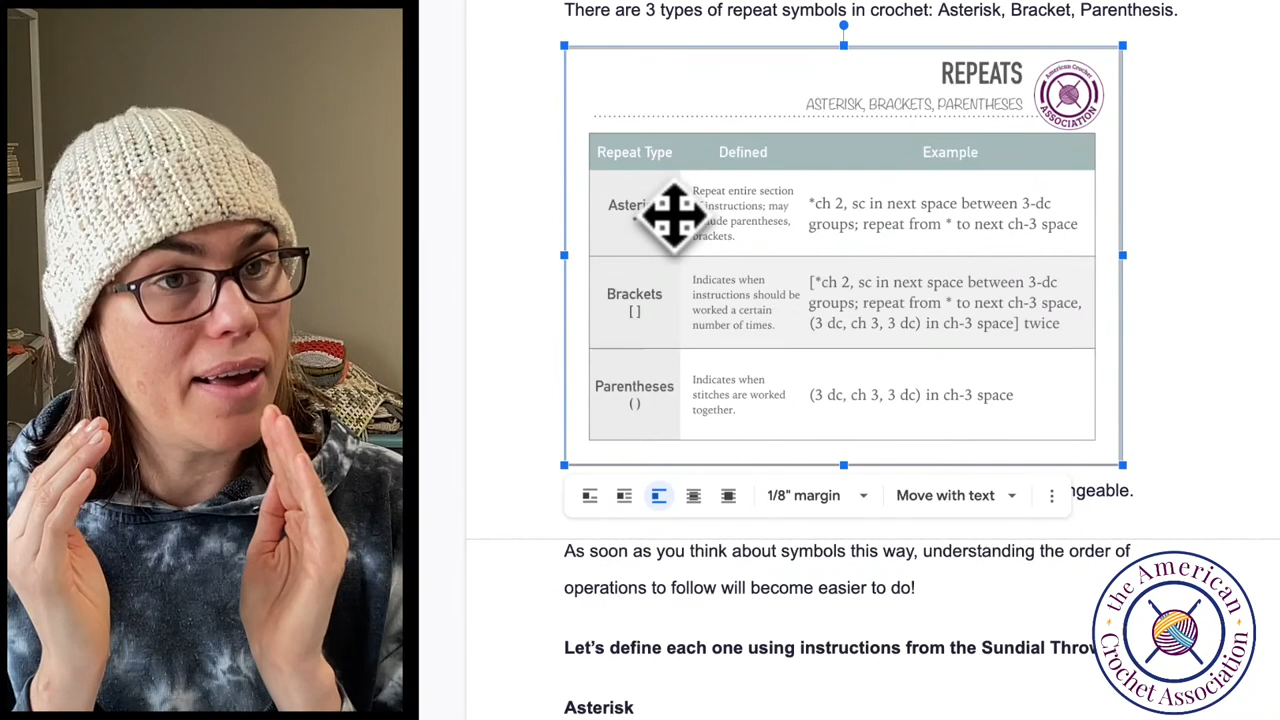 There are 3 types of repeat symbols in crochet: Asterisk, Bracket, Parenthesis.
REPEATS
ASTERISK, BRACKETS, PARENTHESES
American Crochet
ASSOCIATION
Repeat Type Defined Example
Repeat entire section
instructions; may
parentheses,
brackets.
*ch 2, sc in next space between 3-dc
groups; repeat from * to next ch-3 space
Brackets
[ ]
Indicates when
instructions should be
worked a certain
number of times.
[*ch 2, sc in next space between 3-dc
groups; repeat from * to next ch-3 space,
(3 dc, ch 3, 3 dc) in ch-3 space] twice
Parentheses
( )
Indicates when
stitches are worked
together.
(3 dc, ch 3, 3 dc) in ch-3 space
1/8" margin Move with text
ngeable.
As soon as you think about symbols this way, understanding the order of
operations to follow will become easier to do!
Let's define each one using instructions from the Sundial
Asterisk
the American
Crochet Association